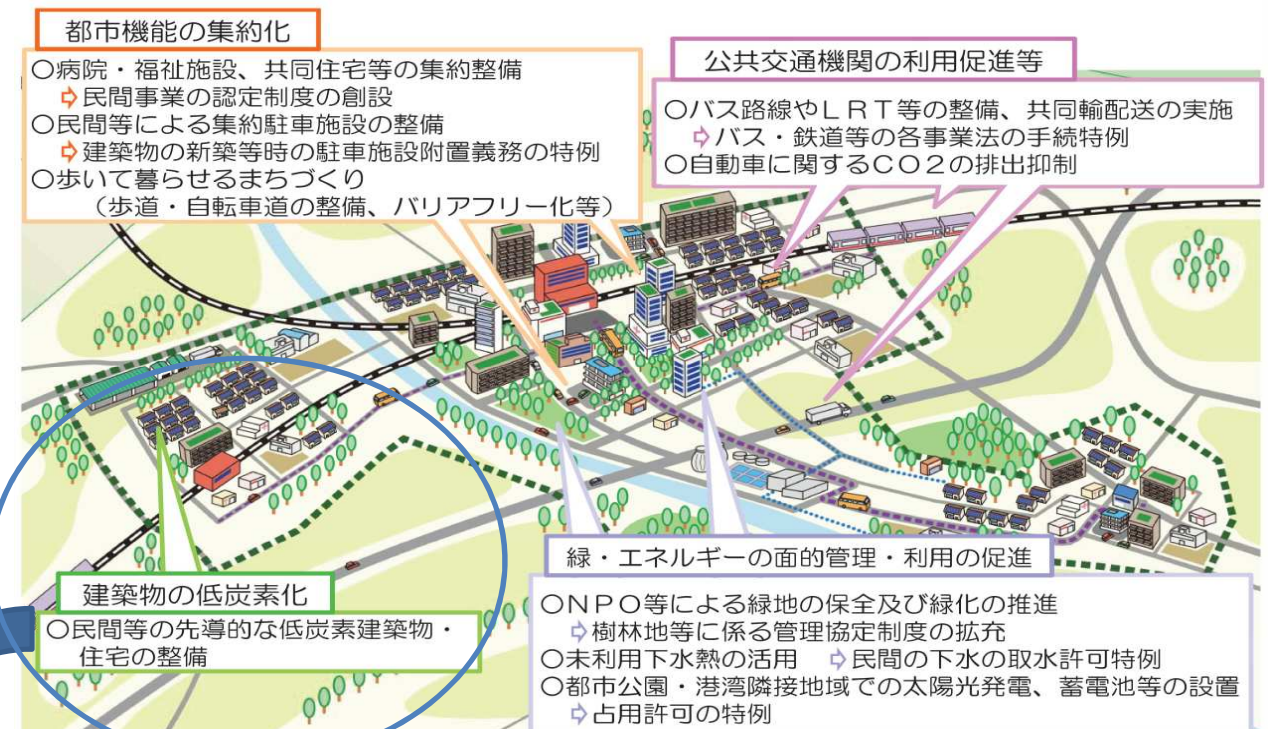 都市機能の集約化
○病院・福祉施設、共同住宅等の集約整備
⇨民間事業の認定制度の創設
○民間等による集約駐車施設の整備
⇨建築物の新築等時の駐車施設附置義務の特例
○歩いて暮らせるまちづくり
（歩道・自転車道の整備、バリアフリー化等）
公共交通機関の利用促進等
○バス路線やＬＲＴ等の整備、共同輸配送の実施
⇨バス・鉄道等の各事業法の手続特例
○自動車に関するＣＯ２の排出抑制
建築物の低炭素化
○民間等の先導的な低炭素建築物・
住宅の整備
緑・エネルギーの面的管理・利用の促進
○ＮＰＯ等による緑地の保全及び緑化の推進
⇨樹林地等に係る管理協定制度の拡充
○未利用下水熱の活用　⇨民間の下水の取水許可特例
○都市公園・港湾隣接地域での太陽光発電、蓄電池等の設置
⇨占用許可の特例